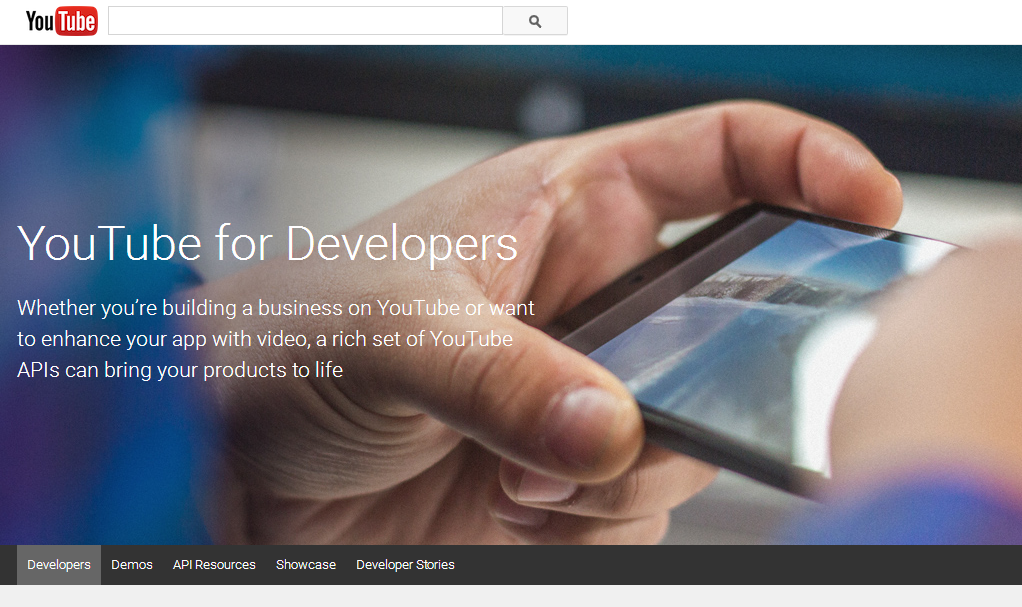 YouTube
YouTube for Developers
Whether you’re building a business on YouTube or want
to enhance your app with video, a rich set of YouTube
APIs can bring your products to life
Developers Demos API Resources Showcase Developer Stories